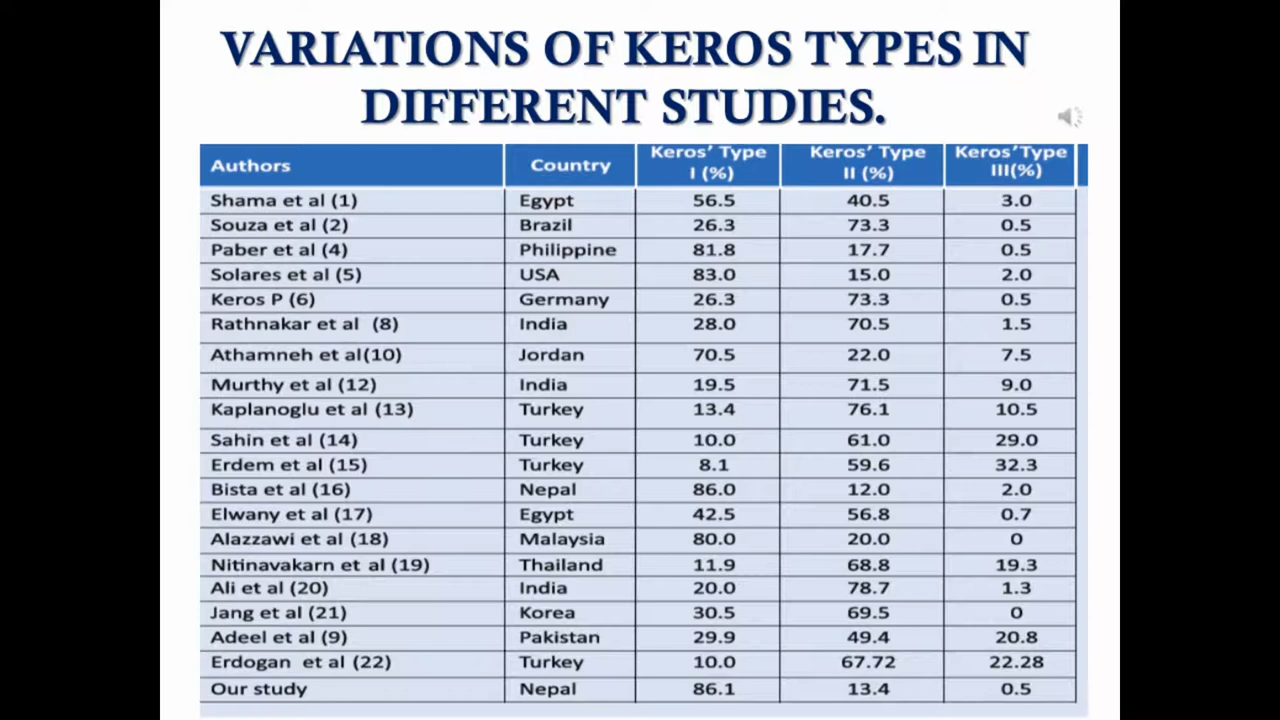 VARIATIONS OF KEROS TYPES IN
DIFFERENT STUDIES.
Authors Country Keros' Type I (%) Keros' Type II (%) Keros'Type III(%)
Shama et al (1) Egypt 56.5 40.5 3.0
Souza et al (2) Brazil 26.3 73.3 0.5
Paber et al (4) Philippine 81.8 17.7 0.5
Solares et al (5) USA 83.0 15.0 2.0
Keros P (6) Germany 26.3 73.3 0.5
Rathnakar et al (8) India 28.0 70.5 1.5
Athamneh et al(10) Jordan 70.5 22.0 7.5
Murthy et al (12) India 19.5 71.5 9.0
Kaplanoglu et al (13) Turkey 13.4 76.1 10.5
Sahin et al (14) Turkey 10.0 61.0 29.0
Erdem et al (15) Turkey 8.1 59.6 32.3
Bista et al (16) Nepal 86.0 12.0 2.0
Elwany et al (17) Egypt 42.5 56.8 0.7
Alazzawi et al (18) Malaysia 80.0 20.0 0
Nitinavakarn et al (19) Thailand 11.9 68.8 19.3
Ali et al (20) India 20.0 78.7 1.3
Jang et al (21) Korea 30.5 69.5 0
Adeel et al (9) Pakistan 29.9 49.4 20.8
Erdogan et al (22) Turkey 10.0 67.72 22.28
Our study Nepal 86.1 13.4 0.5